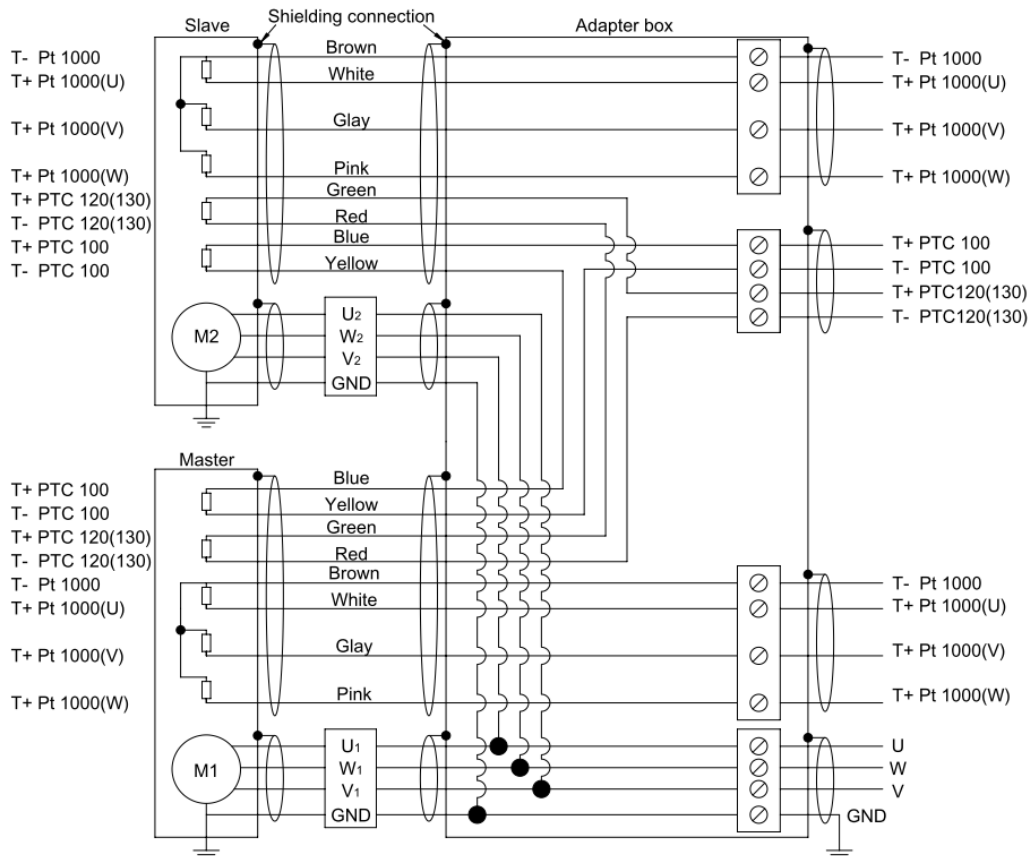 Slave
Shielding connection
Adapter box
T- Pt 1000
Brown
T- Pt 1000
T+ Pt 1000(U)
White
T+ Pt 1000(U)
T+ Pt 1000(V)
Glay
T+ Pt 1000(V)
T+ Pt 1000(W)
Pink
T+ Pt 1000(W)
T+ PTC 120(130)
Green
T- PTC 120(130)
Red
T+ PTC 100
Blue
T+ PTC 100
T- PTC 100
Yellow
T- PTC 100
T+ PTC120(130)
T- PTC120(130)
M2
U2
W2
V2
GND
Master
T+ PTC 100
Blue
T- PTC 100
Yellow
T+ PTC 120(130)
Green
T- PTC 120(130)
Red
T- Pt 1000
Brown
T- Pt 1000
T+ Pt 1000(U)
White
T+ Pt 1000(U)
T+ Pt 1000(V)
Glay
T+ Pt 1000(V)
T+ Pt 1000(W)
Pink
T+ Pt 1000(W)
M1
U1
U
W1
W
V1
V
GND
GND